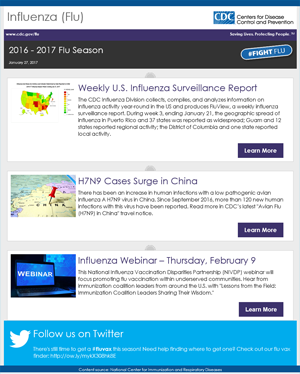 Influenza (Flu)
CDC Centers for Disease
Control and Prevention
www.cdc.gov/flu
Saving Lives. Protecting People.™
2016 - 2017 Flu Season
#FIGHT FLU
January 27, 2017
Weekly U.S. Influenza Surveillance Report
The CDC Influenza Division collects, compiles, and analyzes information on
influenza activity year-round in the US and produces FluView, a weekly influenza
surveillance report. During week 3, ending January 21, the geographic spread of
influenza in Puerto Rico and 37 states was reported as widespread; Guam and 12
states reported regional activity; the District of Columbia and one state reported
local activity.
Learn More
H7N9 Cases Surge in China
There has been an increase in human infections with a low pathogenic avian
influenza A H7N9 virus in China. Since September 2016, more than 120 new human
infections with this virus have been reported. Read more in CDC's latest "Avian Flu
(H7N9) in China" travel notice.
Learn More
Influenza Webinar – Thursday, February 9
WEBINAR
This National Influenza Vaccination Disparities Partnership (NIVDP) webinar will
focus promoting flu vaccination within underserved communities. Hear from
immunization coalition leaders from around the U.S. with "Lessons from the Field:
Immunization Coalition Leaders Sharing Their Wisdom."
Learn More
Follow us on Twitter
There's still time to get a #fluvax this season! Need help finding where to get one? Check out our flu vax
finder:
Content source: National Center for Immunization and Respiratory Diseases